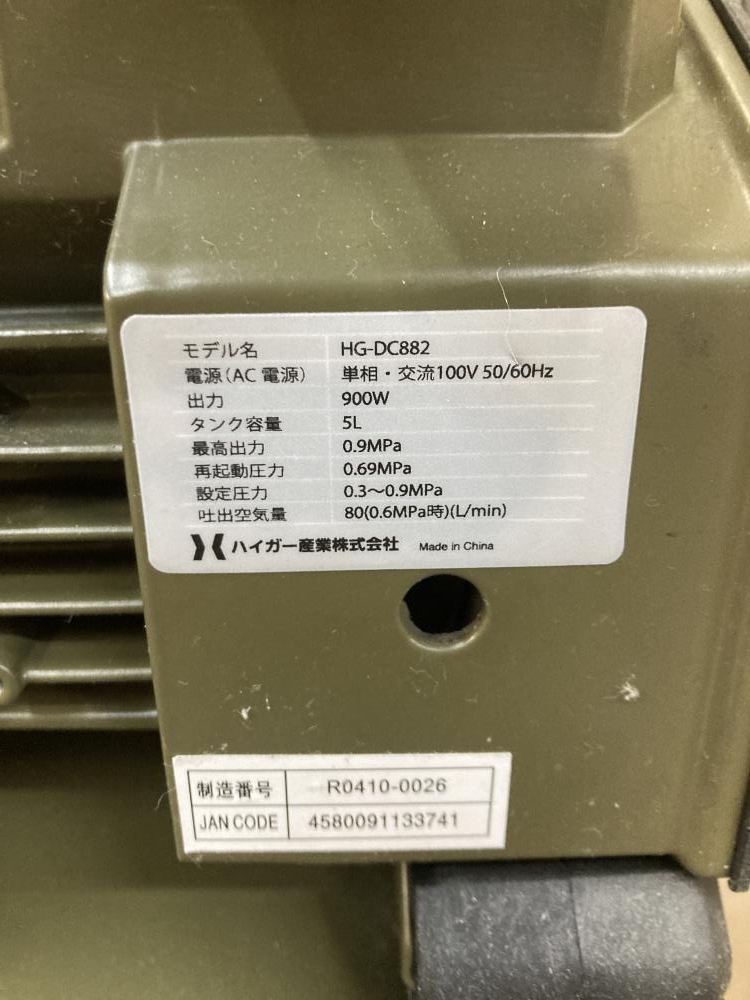 モデル名 HG-DC882
電源(AC電源) 単相・交流100V 50/60Hz
出力 900W
タンク容量 5L
最高出力 0.9MPa
再起動圧力 0.69MPa
設定圧力 0.3～0.9MPa
吐出空気量 80(0.6MPa時)(L/min)
ハイガー産業株式会社 Made in China
制造番号 R0410-0026
JAN CODE 4580091133741